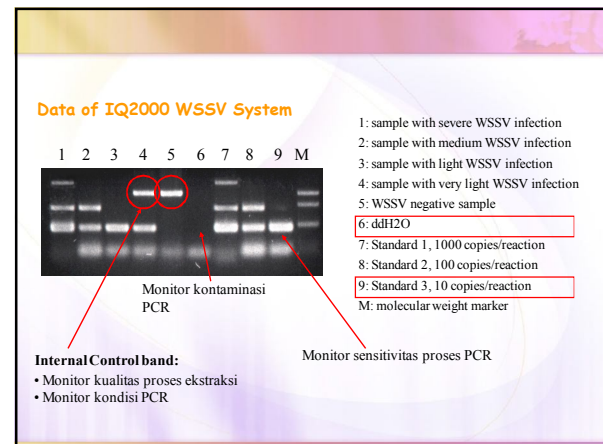 Data of IQ2000 WSSV System
1 2 3 4 5 6 7 8 9 M
1: sample with severe WSSV infection
2: sample with medium WSSV infection
3: sample with light WSSV infection
4: sample with very light WSSV infection
5: WSSV negative sample
6: ddH2O
7: Standard 1, 1000 copies/reaction
8: Standard 2, 100 copies/reaction
9: Standard 3, 10 copies/reaction
M: molecular weight marker
Monitor kontaminasi
PCR
Internal Control band:
• Monitor kualitas proses ekstraksi
• Monitor kondisi PCR
Monitor sensitivitas proses PCR